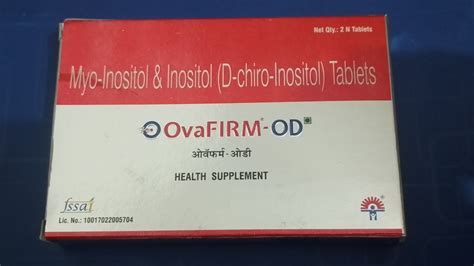 Net Qty.: 2 N Tablets
Myo-Inositol & Inositol (D-chiro-Inositol) Tablets
OvaFIRM-OD
ओवॅफर्म-ओडी
HEALTH SUPPLEMENT
fssai
Lic. No.: 10017022005704